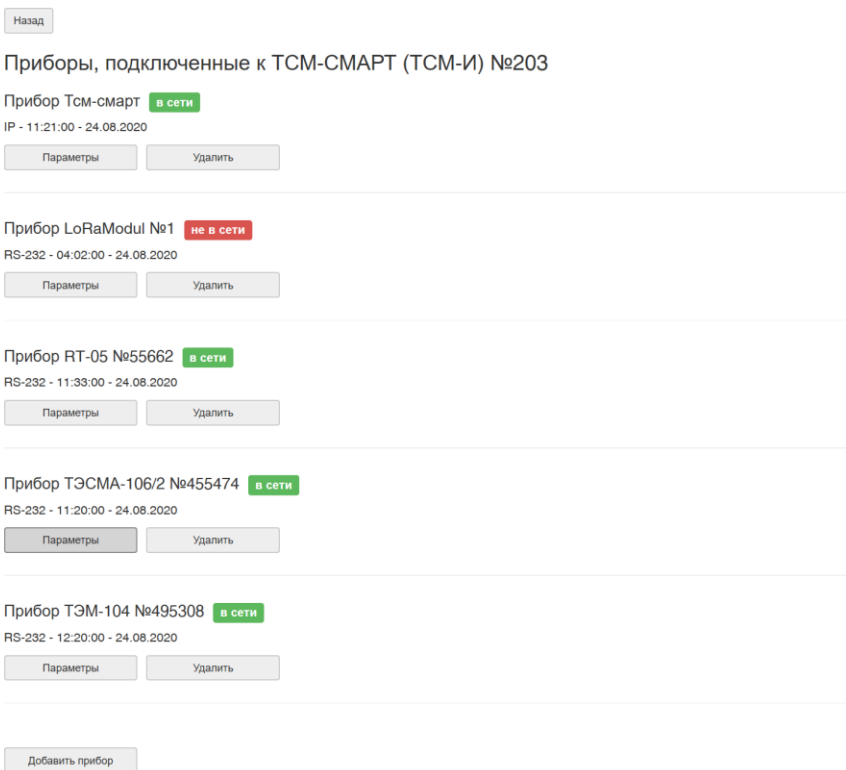 Назад
Приборы, подключенные к ТСМ-СМАРТ (ТСМ-И) №203
Прибор Тсм-смарт в сети
IP - 11:21:00 - 24.08.2020
Параметры Удалить
Прибор LoRaModul №1 не в сети
RS-232 - 04:02:00 - 24.08.2020
Параметры Удалить
Прибор RT-05 №55662 в сети
RS-232 - 11:33:00 - 24.08.2020
Параметры Удалить
Прибор ТЭСМА-106/2 №455474 в сети
RS-232 - 11:20:00 - 24.08.2020
Параметры Удалить
Прибор ТЭМ-104 №495308 в сети
RS-232 - 12:20:00 - 24.08.2020
Параметры Удалить
Добавить прибор